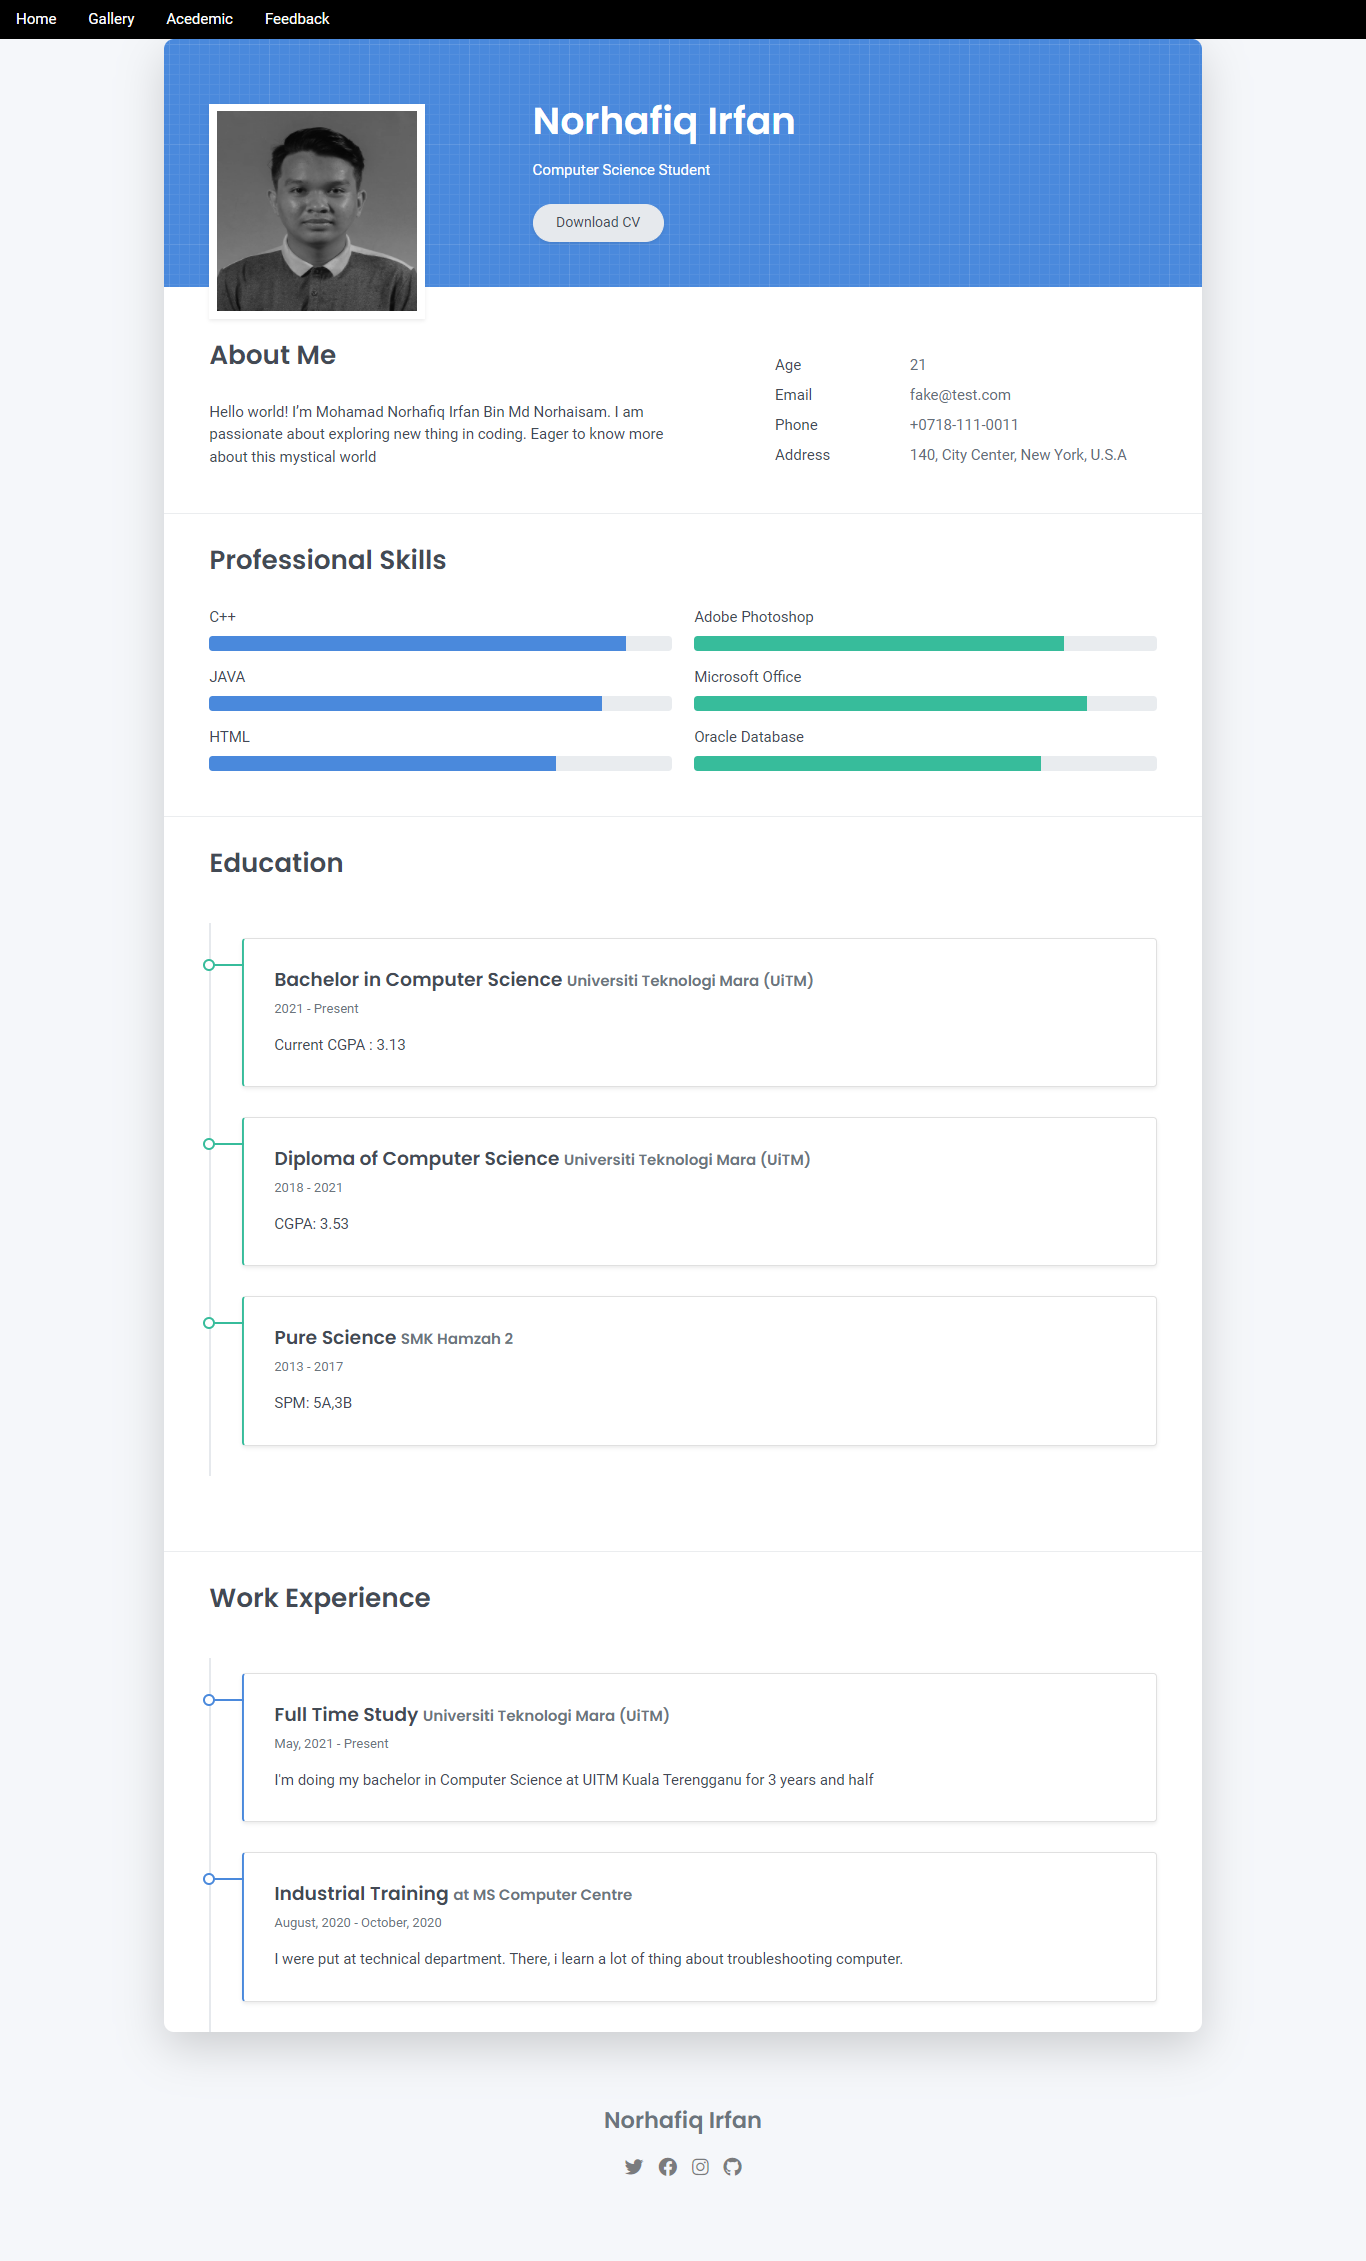 Home Gallery Acedemic Feedback
Norhafiq Irfan
Computer Science Student
Download CV
About Me
Hello world! I’m Mohamad Norhafiq Irfan Bin Md Norhaisam. I am
passionate about exploring new thing in coding. Eager to know more
about this mystical world
Age 21
Email fake@test.com
Phone +0718-111-0011
Address 140, City Center, New York, U.S.A
Professional Skills
C++
JAVA
HTML
Adobe Photoshop
Microsoft Office
Oracle Database
Education
Bachelor in Computer Science Universiti Teknologi Mara (UiTM)
2021 - Present
Current CGPA : 3.13
Diploma of Computer Science Universiti Teknologi Mara (UiTM)
2018 - 2021
CGPA: 3.53
Pure Science SMK Hamzah 2
2013 - 2017
SPM: 5A,3B
Work Experience
Full Time Study Universiti Teknologi Mara (UiTM)
May, 2021 - Present
I'm doing my bachelor in Computer Science at UITM Kuala Terengganu for 3 years and half
Industrial Training at MS Computer Centre
August, 2020 - October, 2020
I were put at technical department. There, i learn a lot of thing about troubleshooting computer.
Norhafiq Irfan